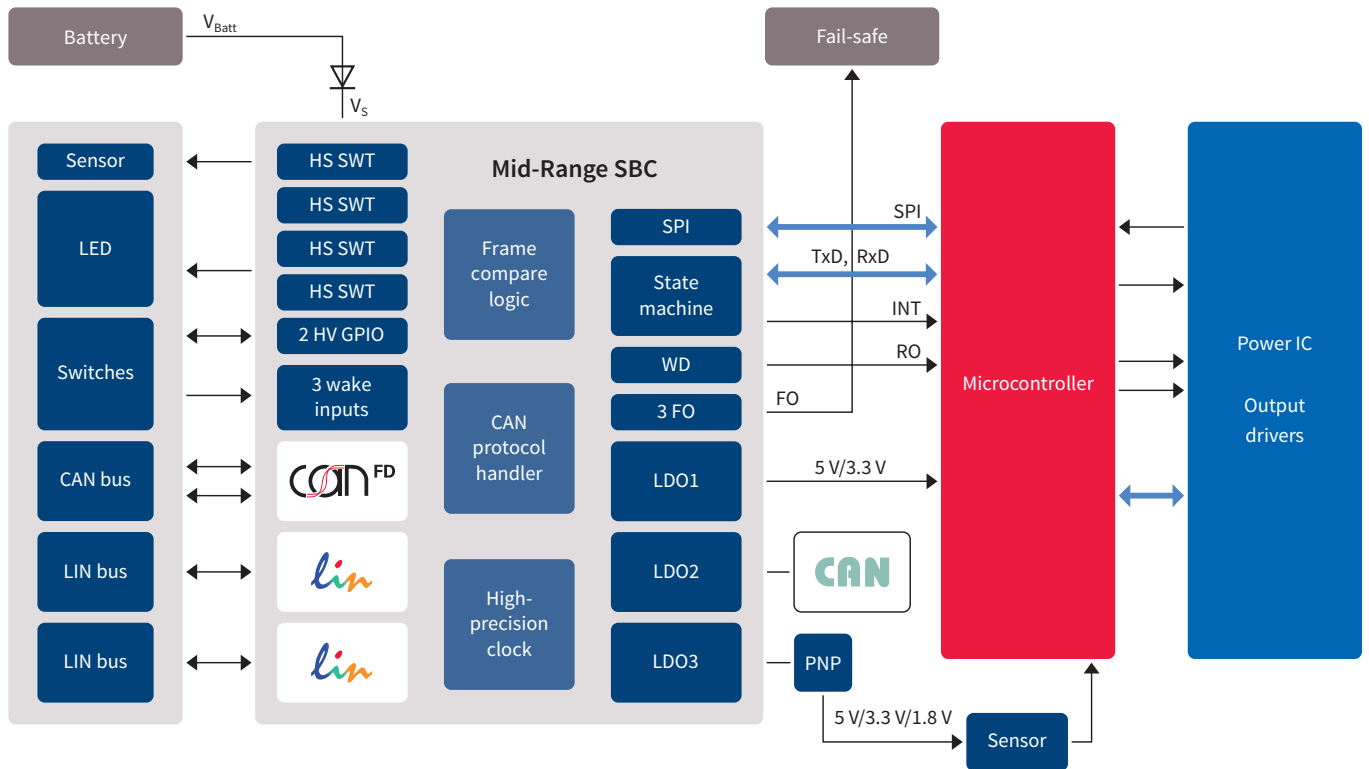 Battery
V_Batt
V_S
Fail-safe
Sensor
LED
Switches
CAN bus
LIN bus
LIN bus
Mid-Range SBC
HS SWT
HS SWT
HS SWT
HS SWT
2 HV GPIO
3 wake
inputs
CAN FD
lin
lin
Frame
compare
logic
CAN
protocol
handler
High-
precision
clock
SPI
State
machine
WD
3 FO
LDO1
LDO2
LDO3
SPI
TxD, RxD
INT
RO
FO
5 V/3.3 V
CAN
PNP
5 V/3.3 V/1.8 V
Sensor
Microcontroller
Power IC
Output
drivers